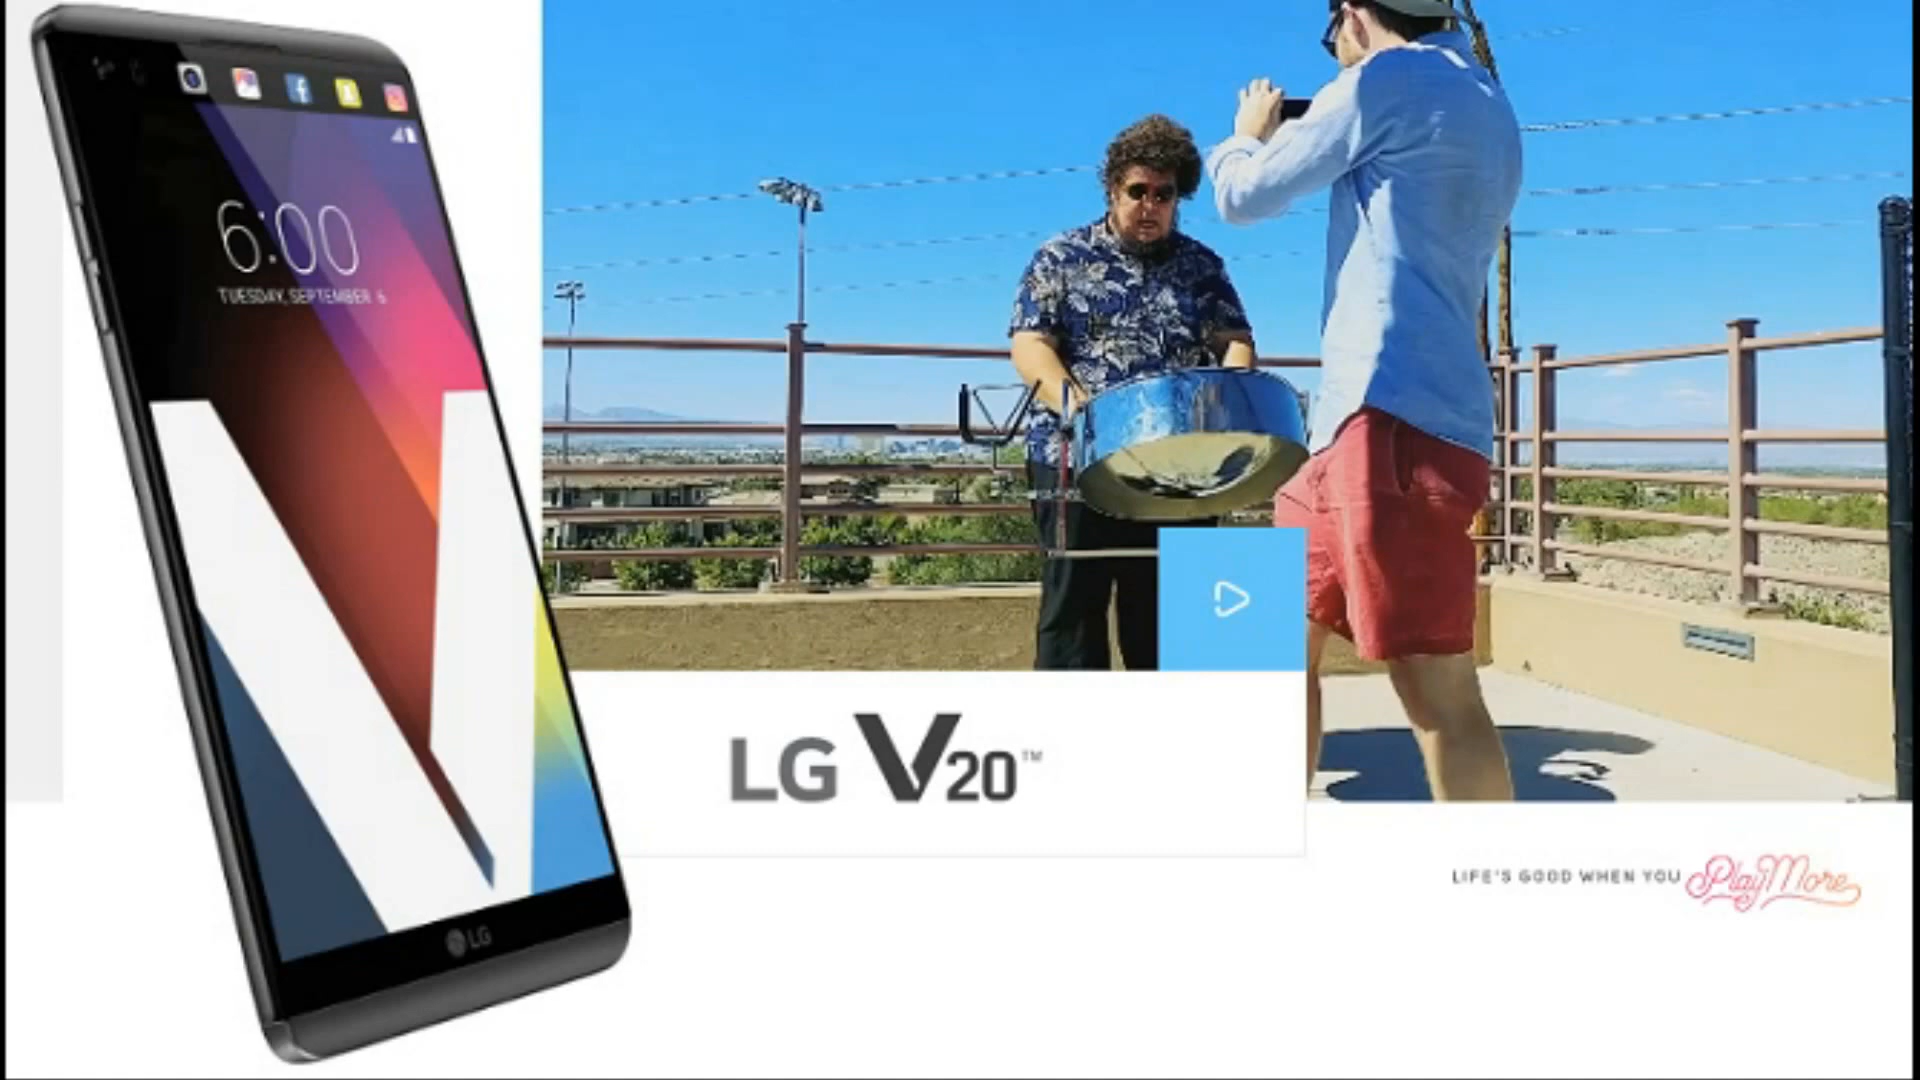 6:00
TUESDAY, SEPTEMBER 6
V
LG
LG V20™
LIFE'S GOOD WHEN YOU PlayMore